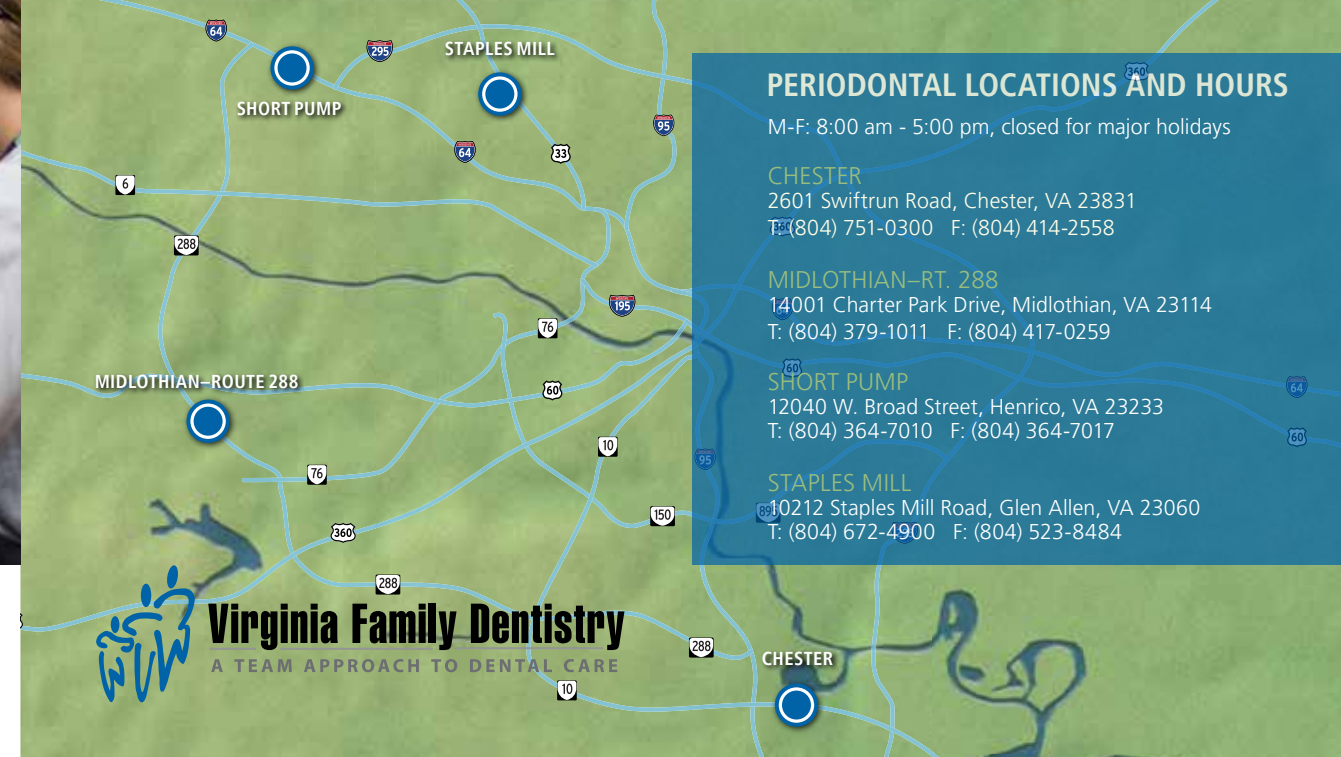 64
295
STAPLES MILL
SHORT PUMP
95
64
33
6
288
195
76
MIDLOTHIAN–ROUTE 288
60
10
76
150
360
288
288
10
CHESTER
Virginia Family Dentistry
A TEAM APPROACH TO DENTAL CARE
PERIODONTAL LOCATIONS AND HOURS
360
M-F: 8:00 am - 5:00 pm, closed for major holidays
CHESTER
2601 Swiftrun Road, Chester, VA 23831
T: (804) 751-0300 F: (804) 414-2558
360
MIDLOTHIAN–RT. 288
14001 Charter Park Drive, Midlothian, VA 23114
T: (804) 379-1011 F: (804) 417-0259
60
64
SHORT PUMP
12040 W. Broad Street, Henrico, VA 23233
T: (804) 364-7010 F: (804) 364-7017
60
95
STAPLES MILL
10212 Staples Mill Road, Glen Allen, VA 23060
T: (804) 672-4900 F: (804) 523-8484